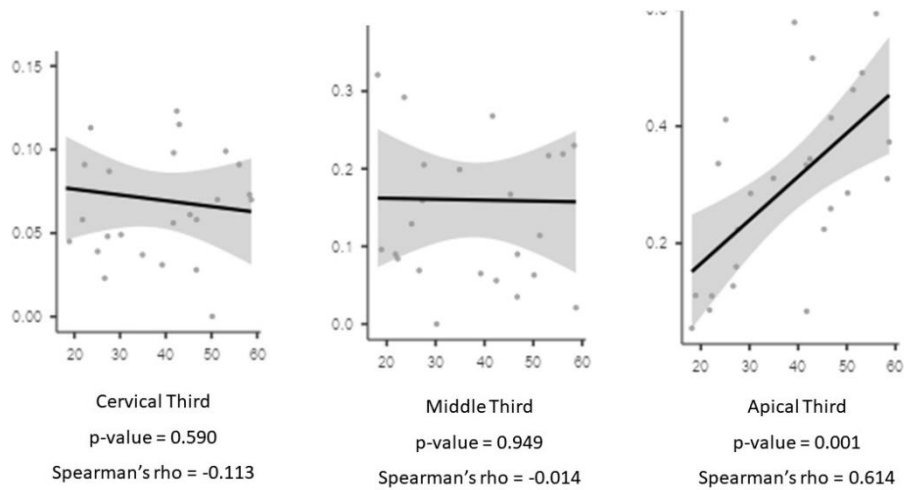 0.15
0.10
0.05
0.00
20 30 40 50 60
Cervical Third
p-value = 0.590
Spearman's rho = -0.113
0.3
0.2
0.1
0.0
20 30 40 50 60
Middle Third
p-value = 0.949
Spearman's rho = -0.014
0.4
0.2
20 30 40 50 60
Apical Third
p-value = 0.001
Spearman's rho = 0.614